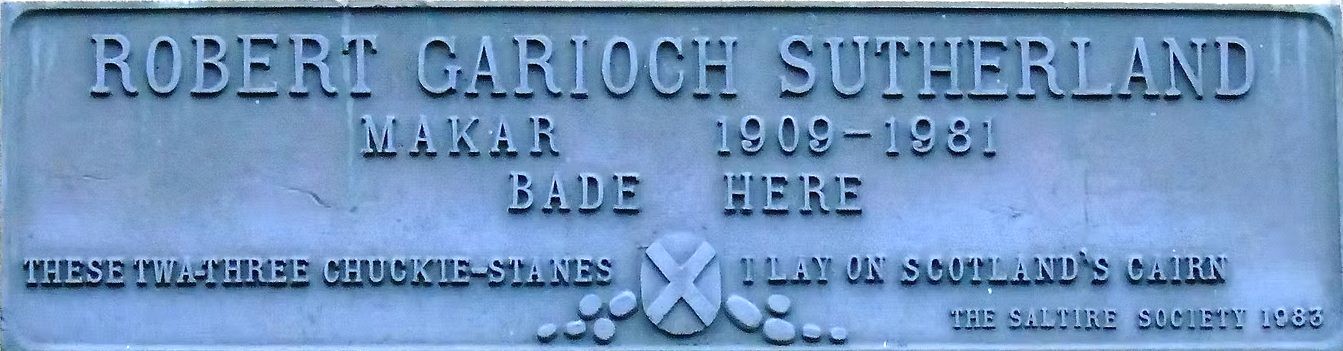 ROBERT GARIOCH SUTHERLAND
MAKAR 1909-1981
BADE HERE
THESE TWA-THREE CHUCKIE-STANES I LAY ON SCOTLAND'S CAIRN
THE SALTIRE SOCIETY 1983